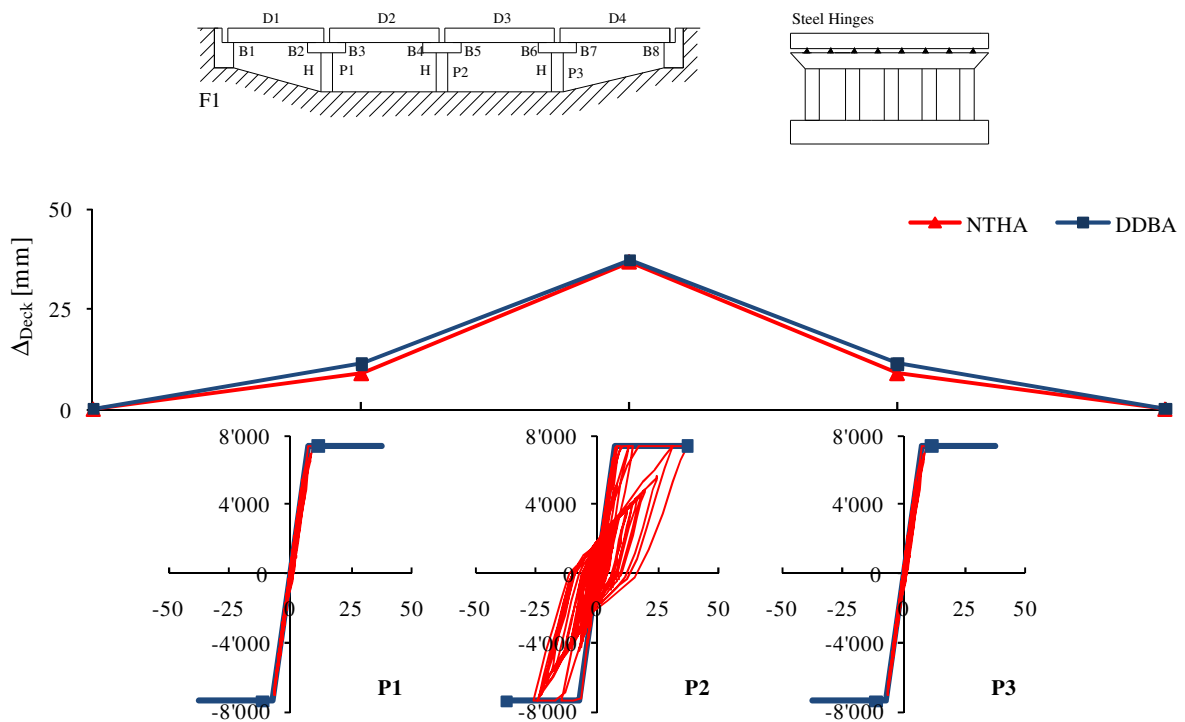 D1 D2 D3 D4
Steel Hinges
B1 B2 B3 B4 B5 B6 B7 B8
H P1 H P2 H P3
F1
50
NTHA DDBA
Δ_Deck [mm]
25
0
8'000 8'000 8'000
4'000 4'000 4'000
0 0 0
-50 -25 0 25 50 -50 -25 0 25 50 -50 -25 0 25 50
-4'000 -4'000 -4'000
P1 P2 P3
-8'000 -8'000 -8'000